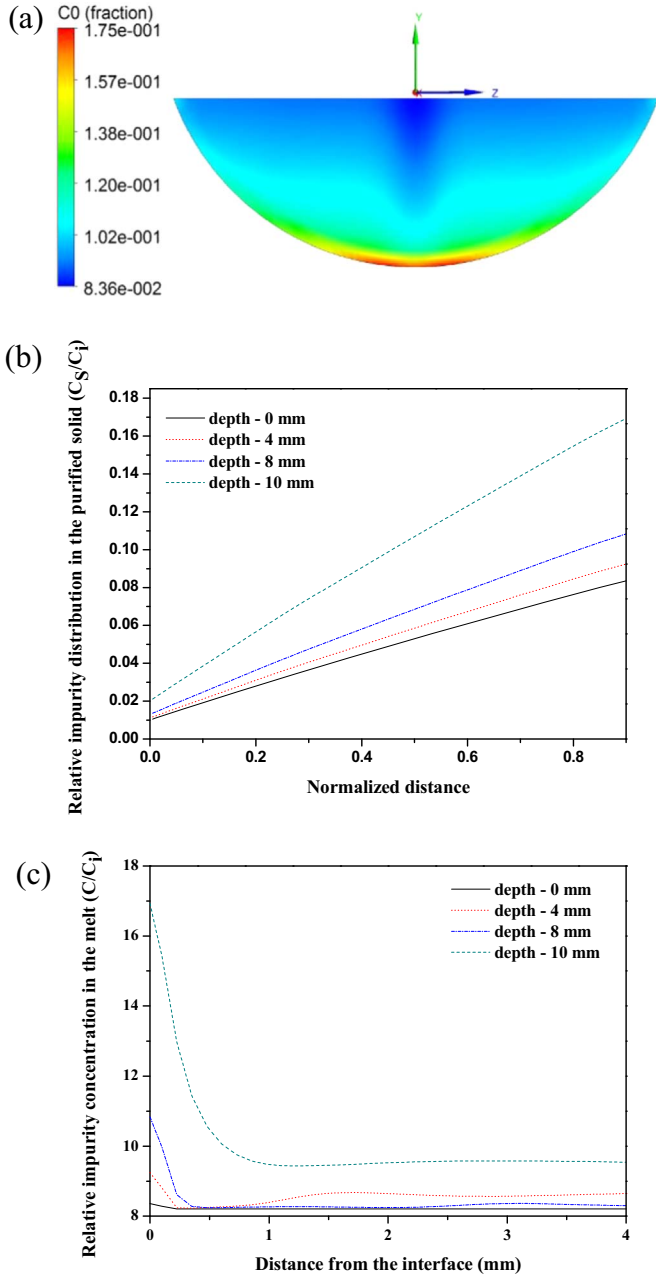 (a)
C0 (fraction)
1.75e-001
1.57e-001
1.38e-001
1.20e-001
1.02e-001
8.36e-002
Y
X
Z
(b)
Relative impurity distribution in the purified solid (CS/Ci)
0.18
0.16
0.14
0.12
0.10
0.08
0.06
0.04
0.02
0.00
depth - 0 mm
depth - 4 mm
depth - 8 mm
depth - 10 mm
0.0 0.2 0.4 0.6 0.8
Normalized distance
(c)
Relative impurity concentration in the melt (C/Ci)
18
16
14
12
10
8
depth - 0 mm
depth - 4 mm
depth - 8 mm
depth - 10 mm
0 1 2 3 4
Distance from the interface (mm)